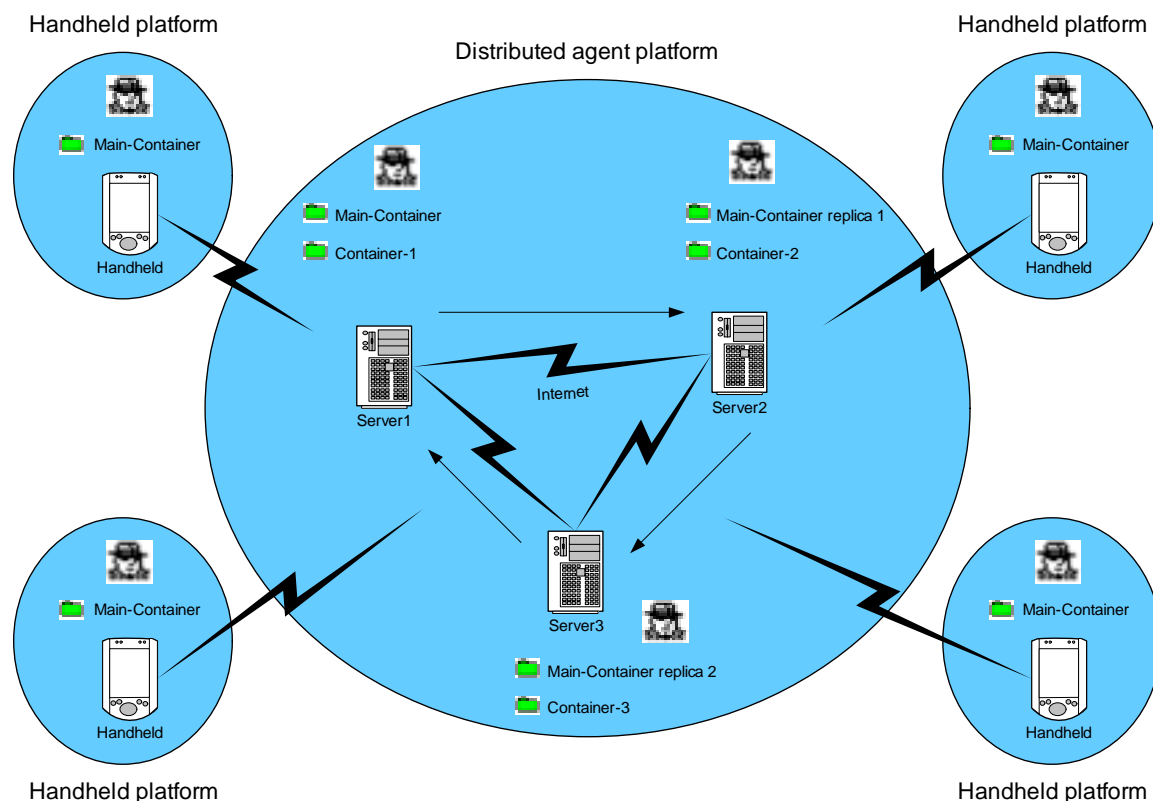 Handheld platform
Handheld platform
Distributed agent platform
Main-Container
Handheld
Main-Container
Container-1
Main-Container replica 1
Container-2
Main-Container
Handheld
Internet
Server1
Server2
Server3
Main-Container replica 2
Container-3
Main-Container
Handheld
Handheld platform
Main-Container
Handheld
Handheld platform